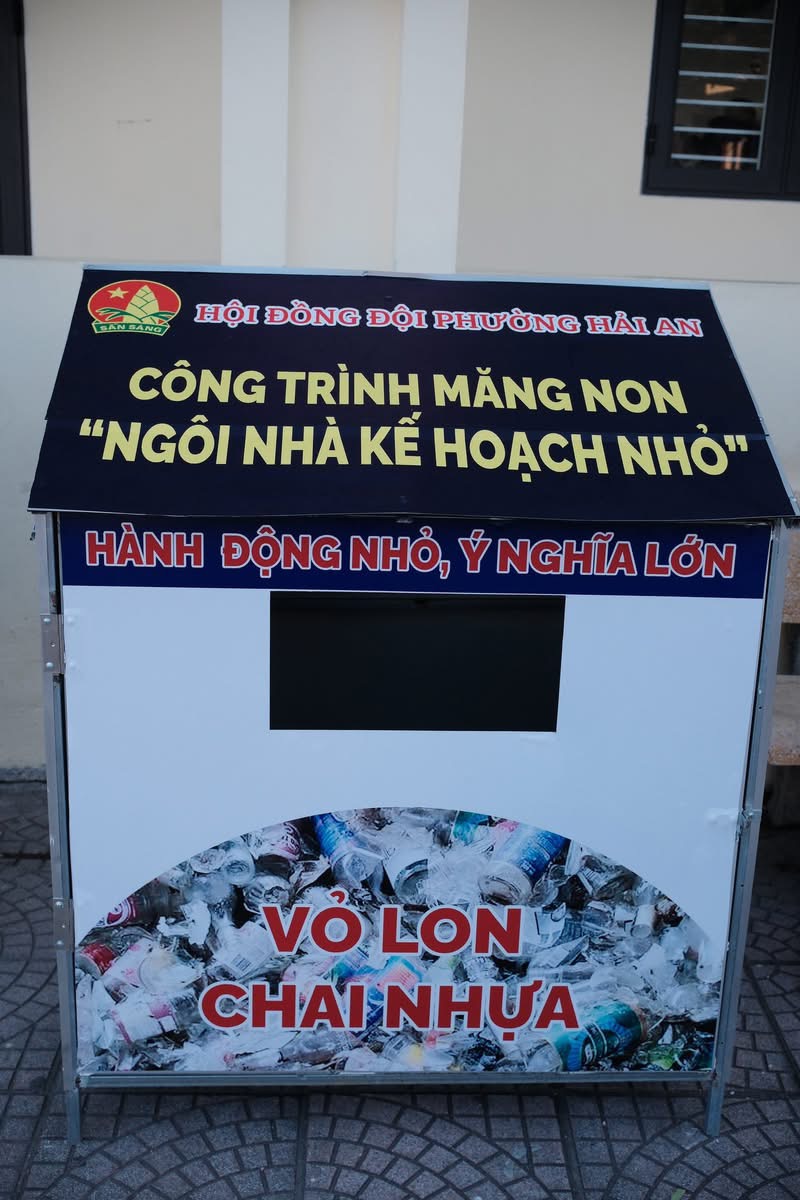 SẴN SÀNG
HỘI ĐỒNG ĐỘI PHƯỜNG HẢI AN
CÔNG TRÌNH MĂNG NON
“NGÔI NHÀ KẾ HOẠCH NHỎ”
HÀNH ĐỘNG NHỎ, Ý NGHĨA LỚN
VỎ LON
CHAI NHỰA